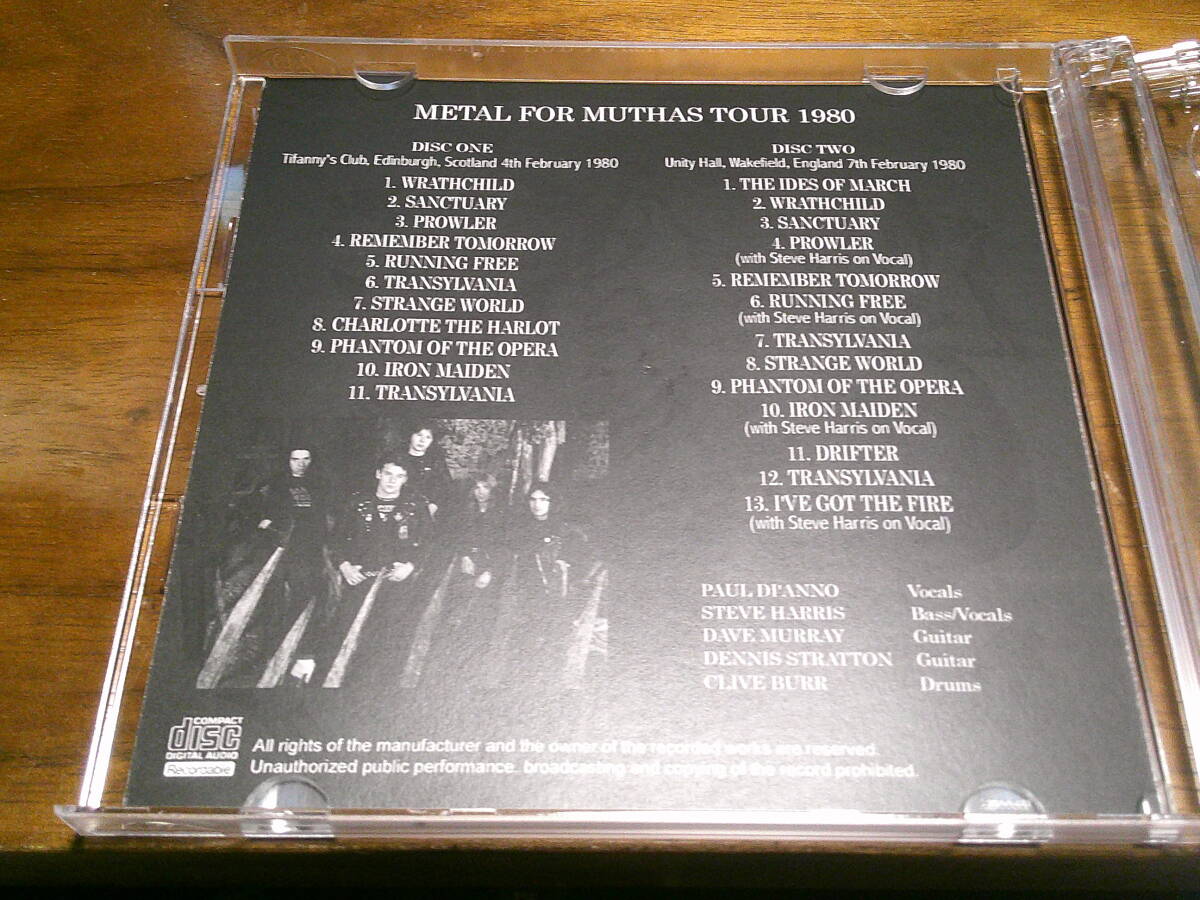 METAL FOR MUTHAS TOUR 1980
DISC ONE
Tifanny's Club, Edinburgh, Scotland 4th February 1980
1. WRATHCHILD
2. SANCTUARY
3. PROWLER
4. REMEMBER TOMORROW
5. RUNNING FREE
6. TRANSYLVANIA
7. STRANGE WORLD
8. CHARLOTTE THE HARLOT
9. PHANTOM OF THE OPERA
10. IRON MAIDEN
11. TRANSYLVANIA
DISC TWO
Unity Hall, Wakefield, England 7th February 1980
1. THE IDES OF MARCH
2. WRATHCHILD
3. SANCTUARY
4. PROWLER
(with Steve Harris on Vocal)
5. REMEMBER TOMORROW
6. RUNNING FREE
(with Steve Harris on Vocal)
7. TRANSYLVANIA
8. STRANGE WORLD
9. PHANTOM OF THE OPERA
10. IRON MAIDEN
(with Steve Harris on Vocal)
11. DRIFTER
12. TRANSYLVANIA
13. I'VE GOT THE FIRE
(with Steve Harris on Vocal)
PAUL DI'ANNO Vocals
STEVE HARRIS Bass/Vocals
DAVE MURRAY Guitar
DENNIS STRATTON Guitar
CLIVE BURR Drums
COMPACT
disc
DIGITAL AUDIO
Recordable
All rights of the manufacturer and the owner of the recorded works are reserved.
Unauthorized public performance. broadcasting and copying of the record prohibited.